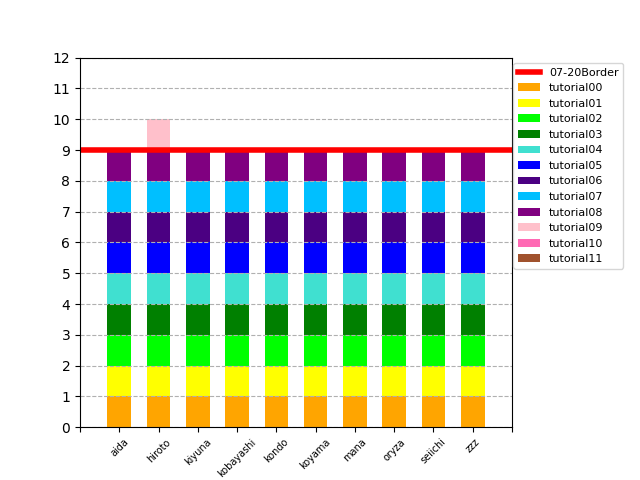 12
11
10
9
8
7
6
5
4
3
2
1
0
aida
hiroto
kiyuna
kobayashi
kondo
koyama
mana
oryza
seiichi
zzz
07-20Border
tutorial00
tutorial01
tutorial02
tutorial03
tutorial04
tutorial05
tutorial06
tutorial07
tutorial08
tutorial09
tutorial10
tutorial11